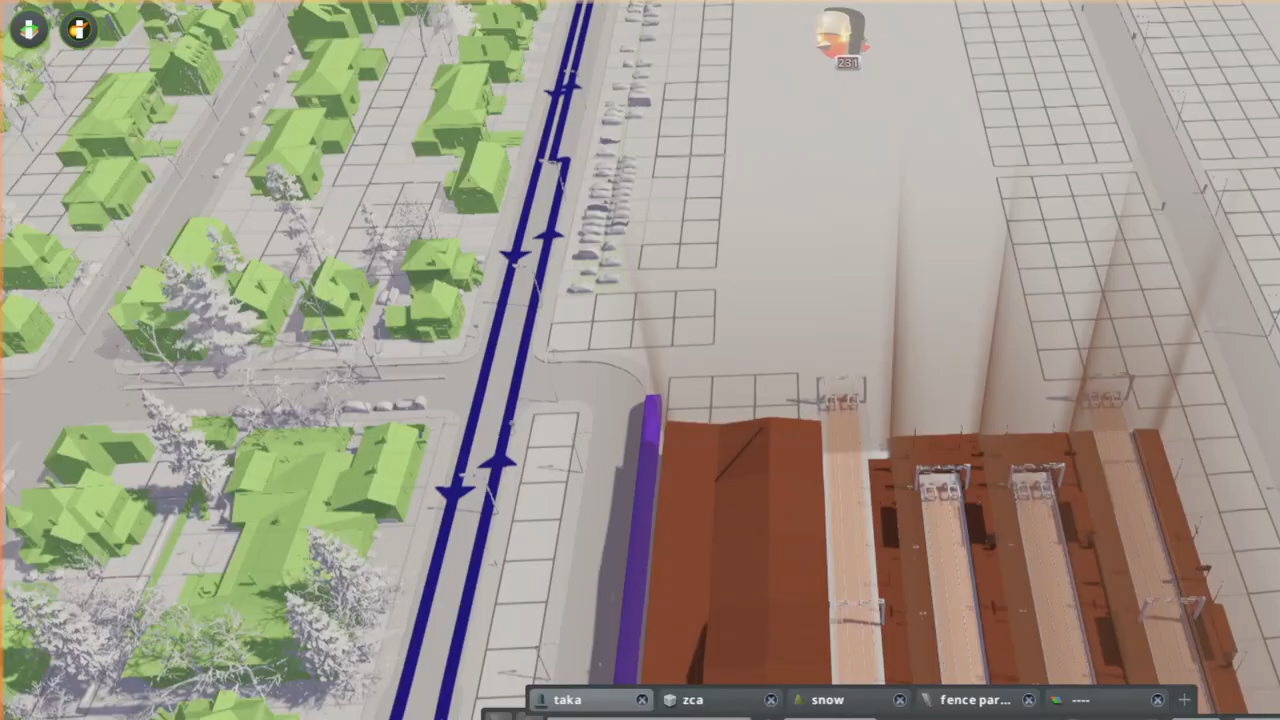 231
taka
zca
snow
fence par...
----